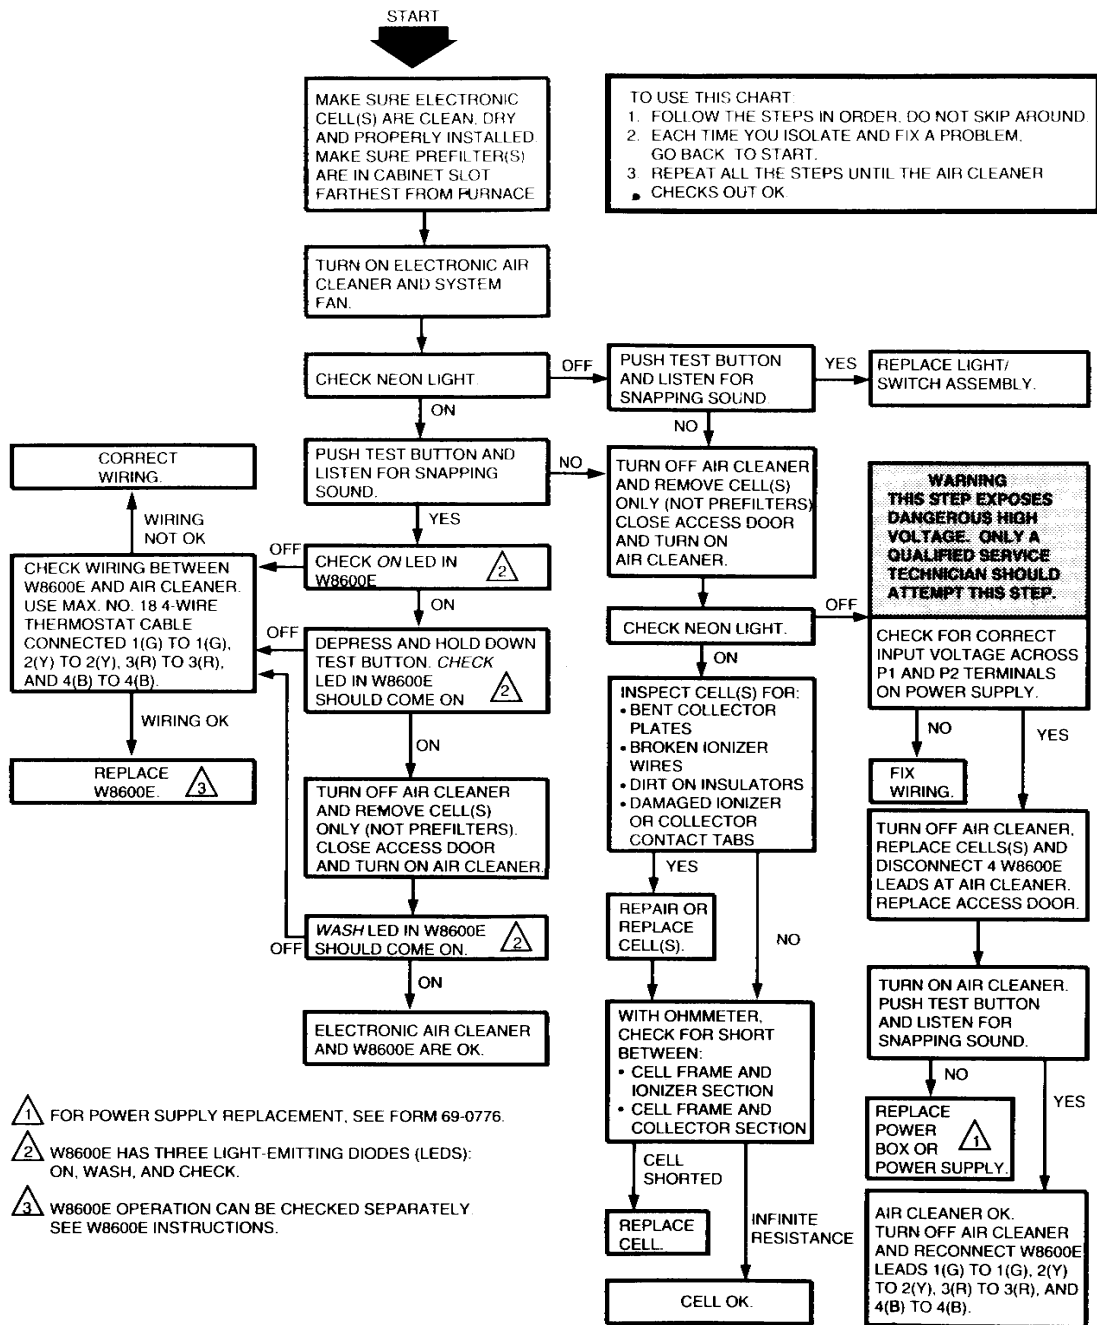 START
MAKE SURE ELECTRONIC
CELL(S) ARE CLEAN, DRY
AND PROPERLY INSTALLED.
MAKE SURE PREFILTER(S)
ARE IN CABINET SLOT
FARTHEST FROM FURNACE
TO USE THIS CHART:
1. FOLLOW THE STEPS IN ORDER. DO NOT SKIP AROUND.
2. EACH TIME YOU ISOLATE AND FIX A PROBLEM,
GO BACK TO START.
3. REPEAT ALL THE STEPS UNTIL THE AIR CLEANER
CHECKS OUT OK.
TURN ON ELECTRONIC AIR
CLEANER AND SYSTEM
FAN.
CHECK NEON LIGHT.
OFF
PUSH TEST BUTTON
AND LISTEN FOR
SNAPPING SOUND.
YES
REPLACE LIGHT/
SWITCH ASSEMBLY.
ON
NO
PUSH TEST BUTTON AND
LISTEN FOR SNAPPING
SOUND.
NO
TURN OFF AIR CLEANER
AND REMOVE CELL(S)
ONLY (NOT PREFILTERS)
CLOSE ACCESS DOOR
AND TURN ON
AIR CLEANER.
YES
CORRECT
WIRING.
WIRING
NOT OK
CHECK ON LED IN
W8600E
2
OFF
CHECK WIRING BETWEEN
W8600E AND AIR CLEANER.
USE MAX. NO. 18 4-WIRE
THERMOSTAT CABLE
CONNECTED 1(G) TO 1(G),
2(Y) TO 2(Y), 3(R) TO 3(R),
AND 4(B) TO 4(B).
ON
OFF
DEPRESS AND HOLD DOWN
TEST BUTTON. CHECK
LED IN W8600E
SHOULD COME ON
2
WIRING OK
REPLACE
W8600E.
3
ON
TURN OFF AIR CLEANER
AND REMOVE CELL(S)
ONLY (NOT PREFILTERS).
CLOSE ACCESS DOOR
AND TURN ON AIR CLEANER.
WASH LED IN W8600E
SHOULD COME ON.
2
OFF
ON
ELECTRONIC AIR CLEANER
AND W8600E ARE OK.
CHECK NEON LIGHT.
OFF
ON
WARNING
THIS STEP EXPOSES
DANGEROUS HIGH
VOLTAGE. ONLY A
QUALIFIED SERVICE
TECHNICIAN SHOULD
ATTEMPT THIS STEP.
CHECK FOR CORRECT
INPUT VOLTAGE ACROSS
P1 AND P2 TERMINALS
ON POWER SUPPLY.
NO
YES
FIX
WIRING.
INSPECT CELL(S) FOR:
• BENT COLLECTOR
PLATES
• BROKEN IONIZER
WIRES
• DIRT ON INSULATORS
• DAMAGED IONIZER
OR COLLECTOR
CONTACT TABS
YES
REPAIR OR
REPLACE
CELL(S).
NO
TURN OFF AIR CLEANER,
REPLACE CELLS(S) AND
DISCONNECT 4 W8600E
LEADS AT AIR CLEANER.
REPLACE ACCESS DOOR.
WITH OHMMETER,
CHECK FOR SHORT
BETWEEN:
• CELL FRAME AND
IONIZER SECTION
• CELL FRAME AND
COLLECTOR SECTION
TURN ON AIR CLEANER.
PUSH TEST BUTTON
AND LISTEN FOR
SNAPPING SOUND.
NO
YES
REPLACE
POWER
BOX OR
POWER SUPPLY.
1
CELL
SHORTED
REPLACE
CELL.
INFINITE
RESISTANCE
CELL OK.
AIR CLEANER OK.
TURN OFF AIR CLEANER
AND RECONNECT W8600E
LEADS 1(G) TO 1(G), 2(Y)
TO 2(Y), 3(R) TO 3(R), AND
4(B) TO 4(B).
1 FOR POWER SUPPLY REPLACEMENT, SEE FORM 69-0776.
2 W8600E HAS THREE LIGHT-EMITTING DIODES (LEDS):
ON, WASH, AND CHECK.
3 W8600E OPERATION CAN BE CHECKED SEPARATELY
SEE W8600E INSTRUCTIONS.